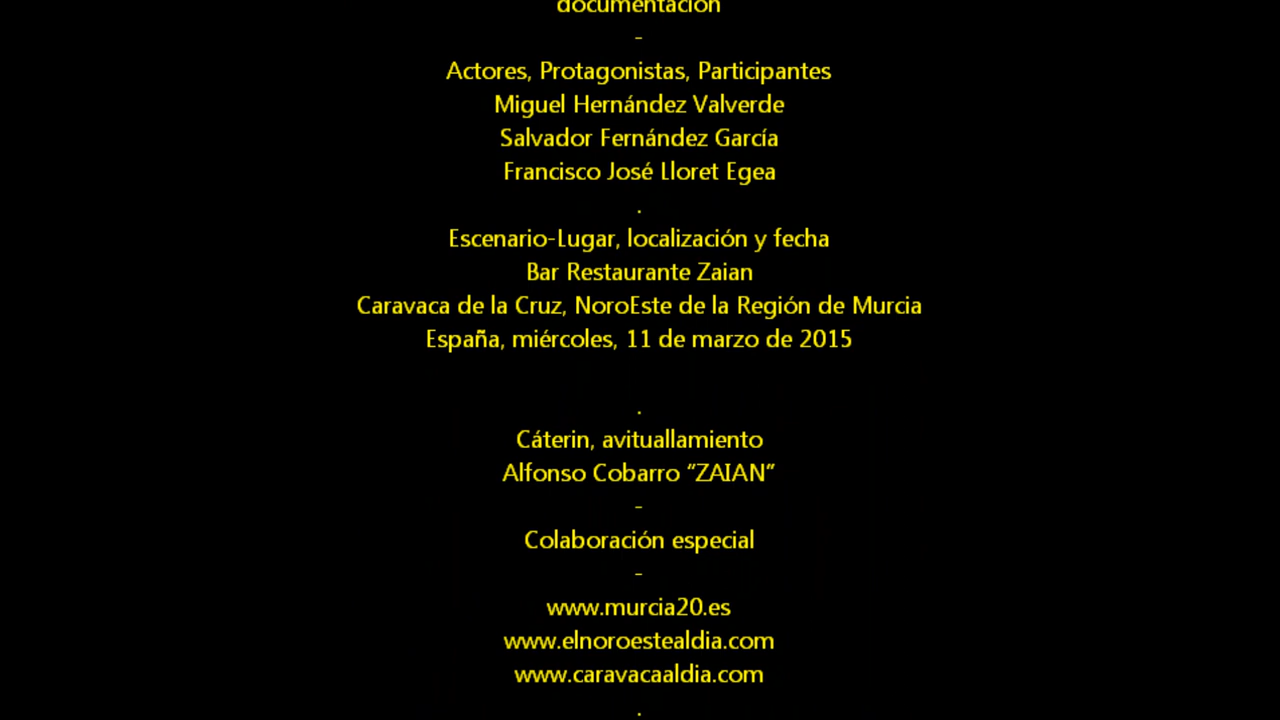 documentación
-
Actores, Protagonistas, Participantes
Miguel Hernández Valverde
Salvador Fernández García
Francisco José Lloret Egea
.
Escenario-Lugar, localización y fecha
Bar Restaurante Zaian
Caravaca de la Cruz, NoroEste de la Región de Murcia
España, miércoles, 11 de marzo de 2015
.
Cáterin, avituallamiento
Alfonso Cobarro “ZAIAN”
-
Colaboración especial
-
www.murcia20.es
www.elnoroestealdia.com
www.caravacaaldia.com
.